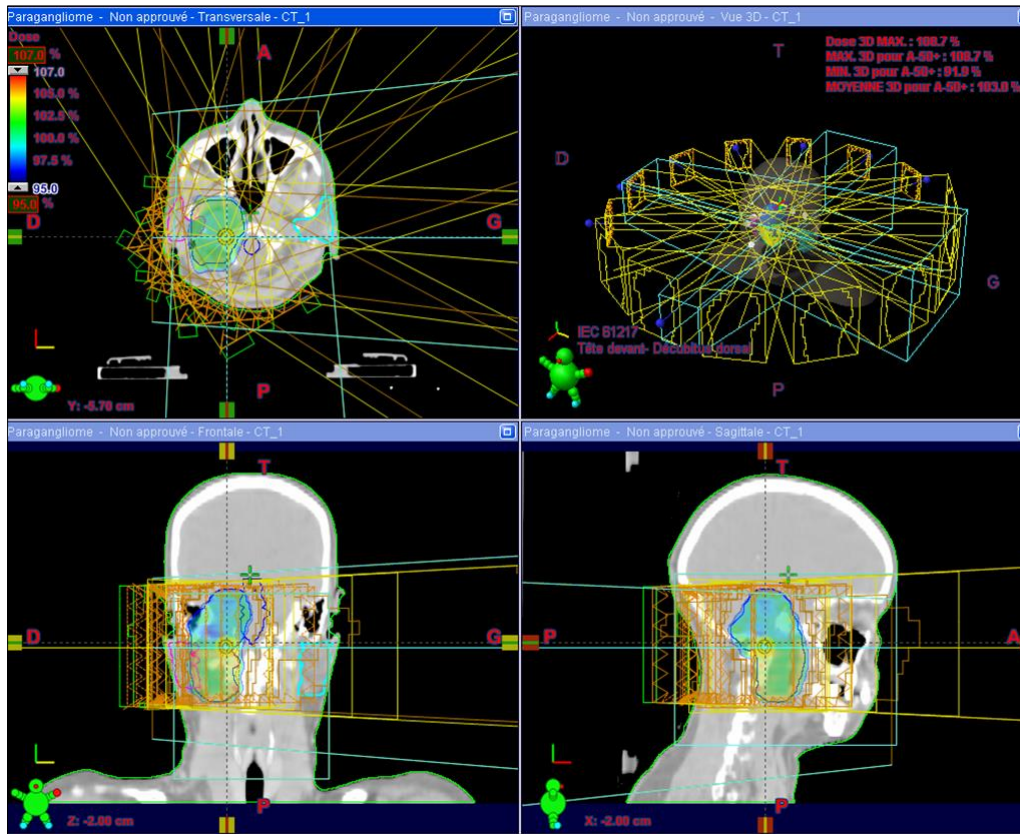 Paragangliome - Non approuvé - Transversale - CT_1
Dose
107.0 %
107.0
105.0 %
102.5 %
100.0 %
97.5 %
95.0
95.0 %
A
D
G
P
Y: -5.70 cm
Paragangliome - Non approuvé - Vue 3D - CT_1
Dose 3D MAX. : 108.7 %
MAX. 3D pour A-50+ : 108.7 %
MIN. 3D pour A-50+ : 91.9 %
MOYENNE 3D pour A-50+ : 103.0 %
T
D
G
IEC 61217
Tête devant- Décubitus dorsal
P
Paragangliome - Non approuvé - Frontale - CT_1
T
D
G
P
Z: -2.00 cm
Paragangliome - Non approuvé - Sagittale - CT_1
T
P
A
P
X: -2.00 cm